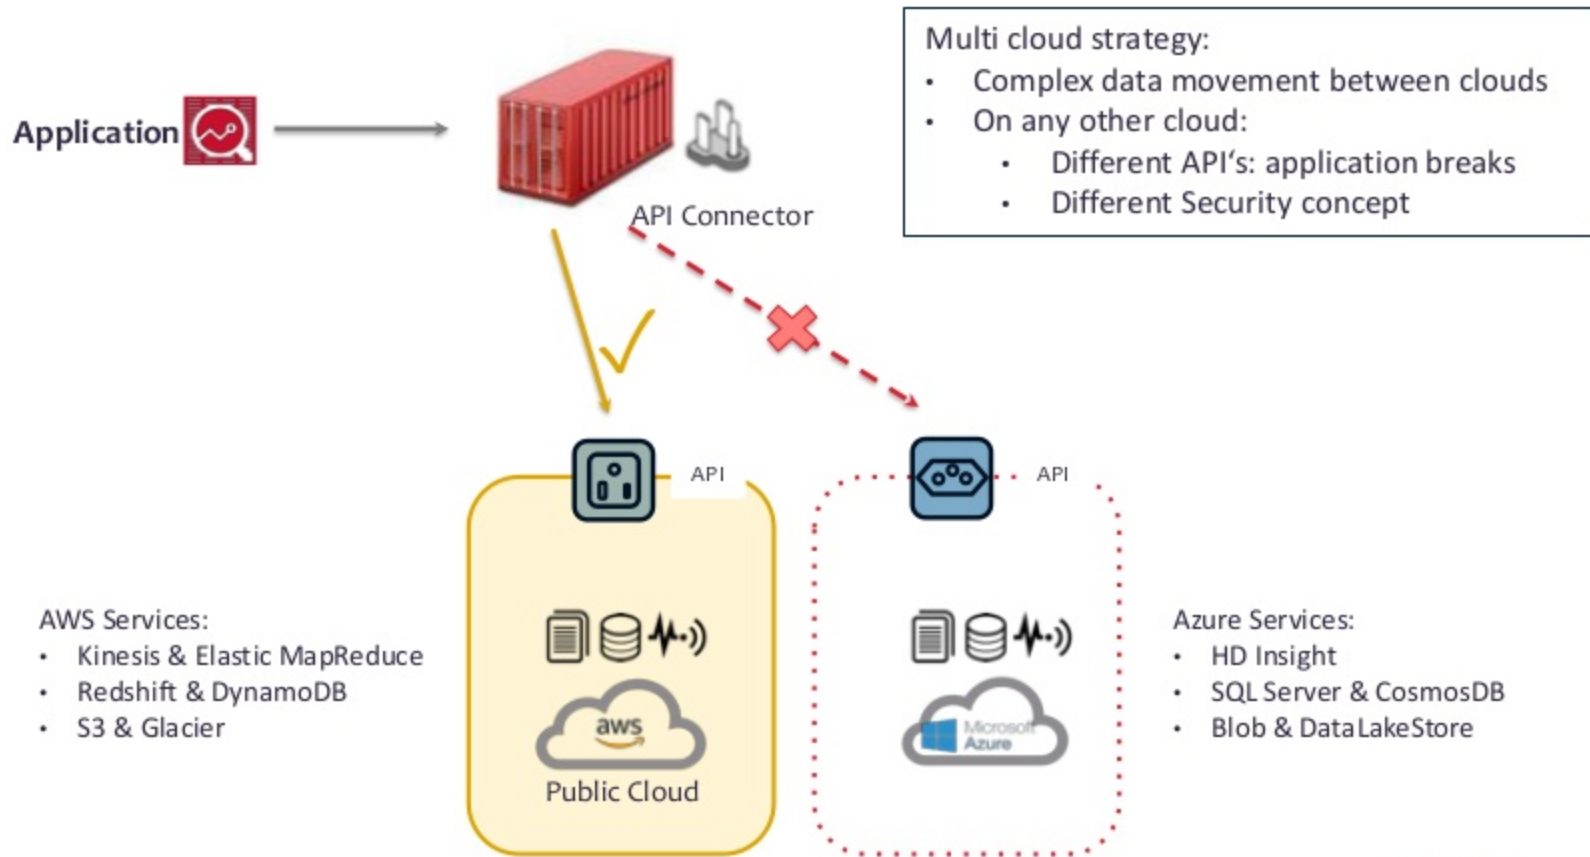 Multi cloud strategy:
• Complex data movement between clouds
• On any other cloud:
• Different API‘s: application breaks
• Different Security concept
Application
API Connector
API
API
AWS Services:
• Kinesis & Elastic MapReduce
• Redshift & DynamoDB
• S3 & Glacier
aws
Public Cloud
Microsoft
Azure
Azure Services:
• HD Insight
• SQL Server & CosmosDB
• Blob & DataLakeStore